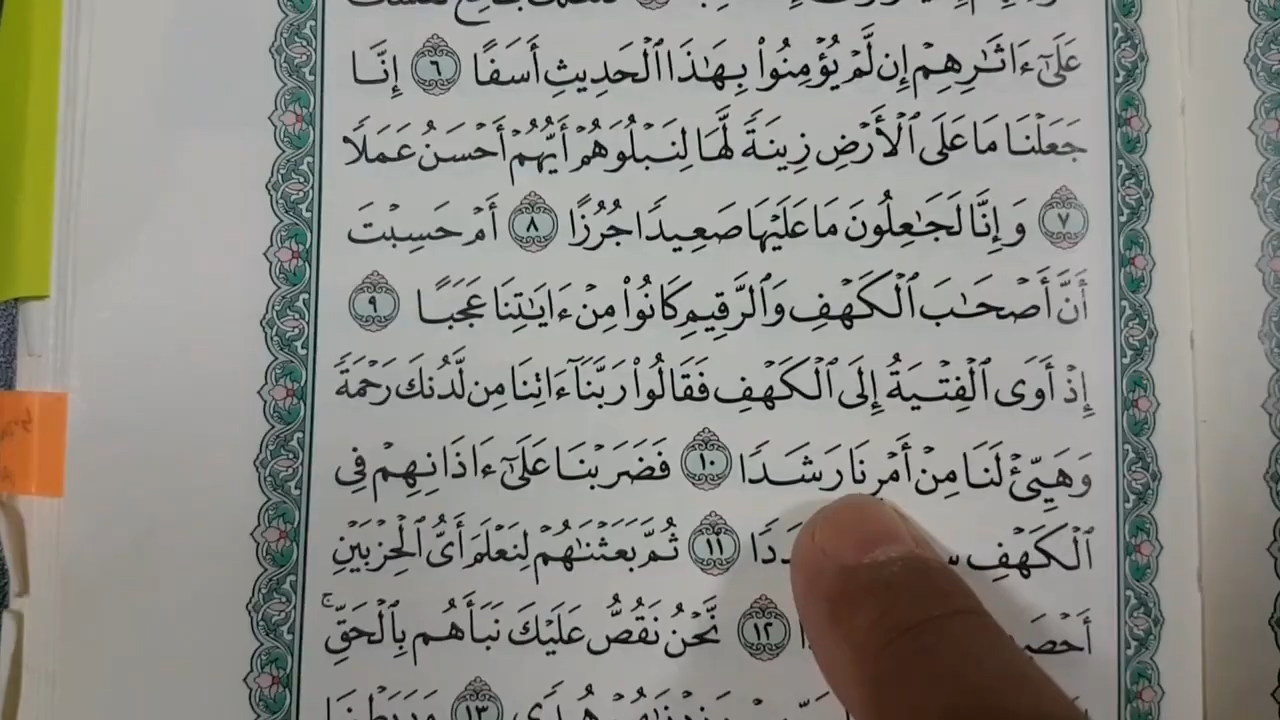 عَلَىٰٓ ءَاثَٰرِهِمْ إِن لَّمْ يُؤْمِنُوا۟ بِهَٰذَا ٱلْحَدِيثِ أَسَفًا ٦ إِنَّا
جَعَلْنَا مَا عَلَى ٱلْأَرْضِ زِينَةً لَّهَا لِنَبْلُوَهُمْ أَيُّهُمْ أَحْسَنُ عَمَلًا
٧ وَإِنَّا لَجَٰعِلُونَ مَا عَلَيْهَا صَعِيدًا جُرُزًا ٨ أَمْ حَسِبْتَ
أَنَّ أَصْحَٰبَ ٱلْكَهْفِ وَٱلرَّقِيمِ كَانُوا۟ مِنْ ءَايَٰتِنَا عَجَبًا ٩
إِذْ أَوَى ٱلْفِتْيَةُ إِلَى ٱلْكَهْفِ فَقَالُوا۟ رَبَّنَآ ءَاتِنَا مِن لَّدُنكَ رَحْمَةً
وَهَيِّئْ لَنَا مِنْ أَمْرِنَا رَشَدًا ١٠ فَضَرَبْنَا عَلَىٰٓ ءَاذَانِهِمْ فِى
ٱلْكَهْفِ ١١ ثُمَّ بَعَثْنَٰهُمْ لِنَعْلَمَ أَىُّ ٱلْحِزْبَيْنِ
١٢ نَّحْنُ نَقُصُّ عَلَيْكَ نَبَأَهُم بِٱلْحَقِّ ۚ
هُدًى ١٣ وَرَبَطْنَا